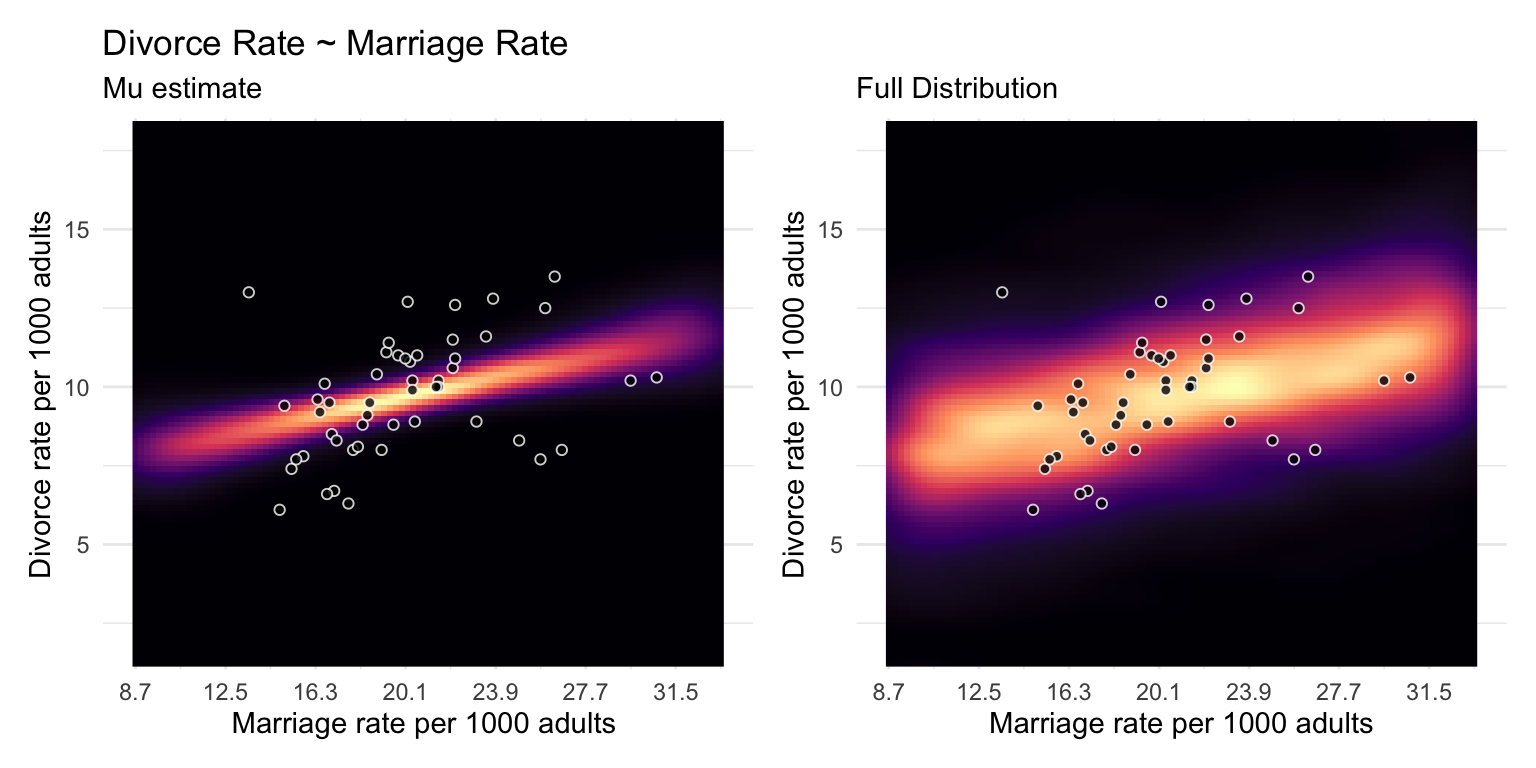 Divorce Rate ~ Marriage Rate
Mu estimate
Divorce rate per 1000 adults
15
10
5
8.7 12.5 16.3 20.1 23.9 27.7 31.5
Marriage rate per 1000 adults
Full Distribution
Divorce rate per 1000 adults
15
10
5
8.7 12.5 16.3 20.1 23.9 27.7 31.5
Marriage rate per 1000 adults